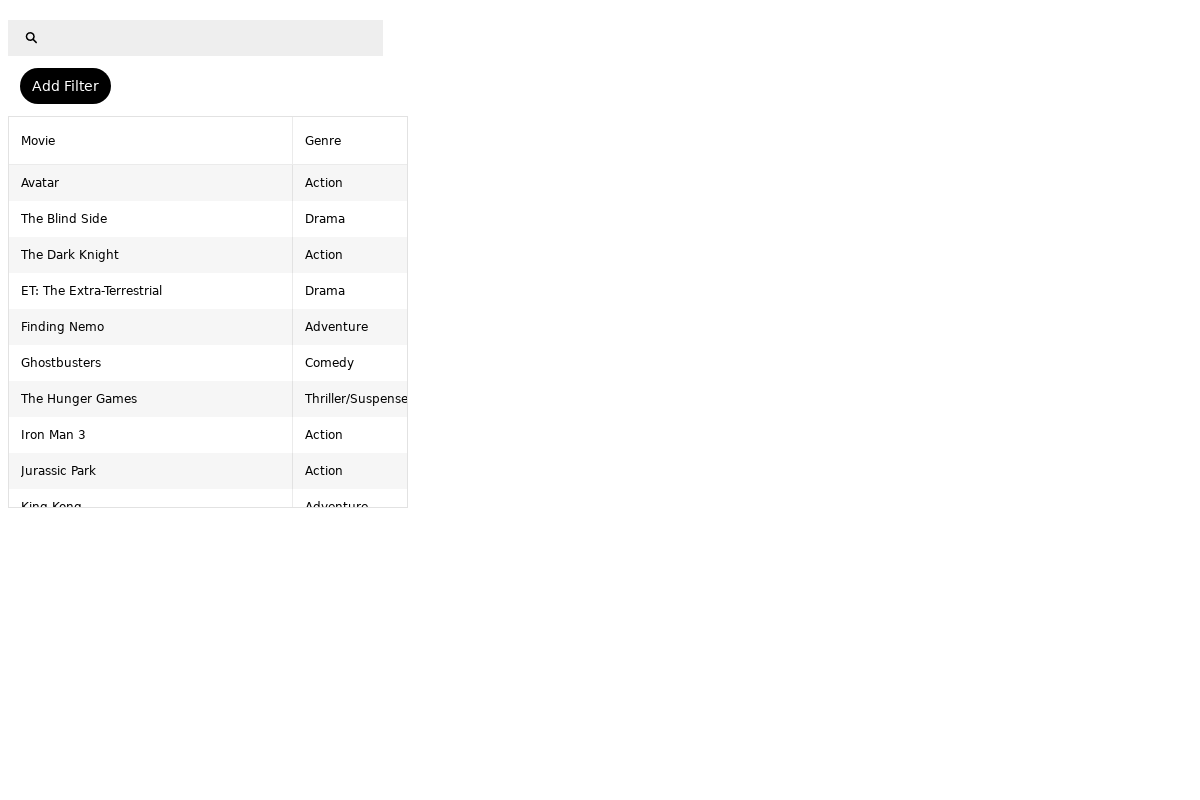 Add Filter
Movie Genre
Avatar Action
The Blind Side Drama
The Dark Knight Action
ET: The Extra-Terrestrial Drama
Finding Nemo Adventure
Ghostbusters Comedy
The Hunger Games Thriller/Suspense
Iron Man 3 Action
Jurassic Park Action
King Kong Adventure